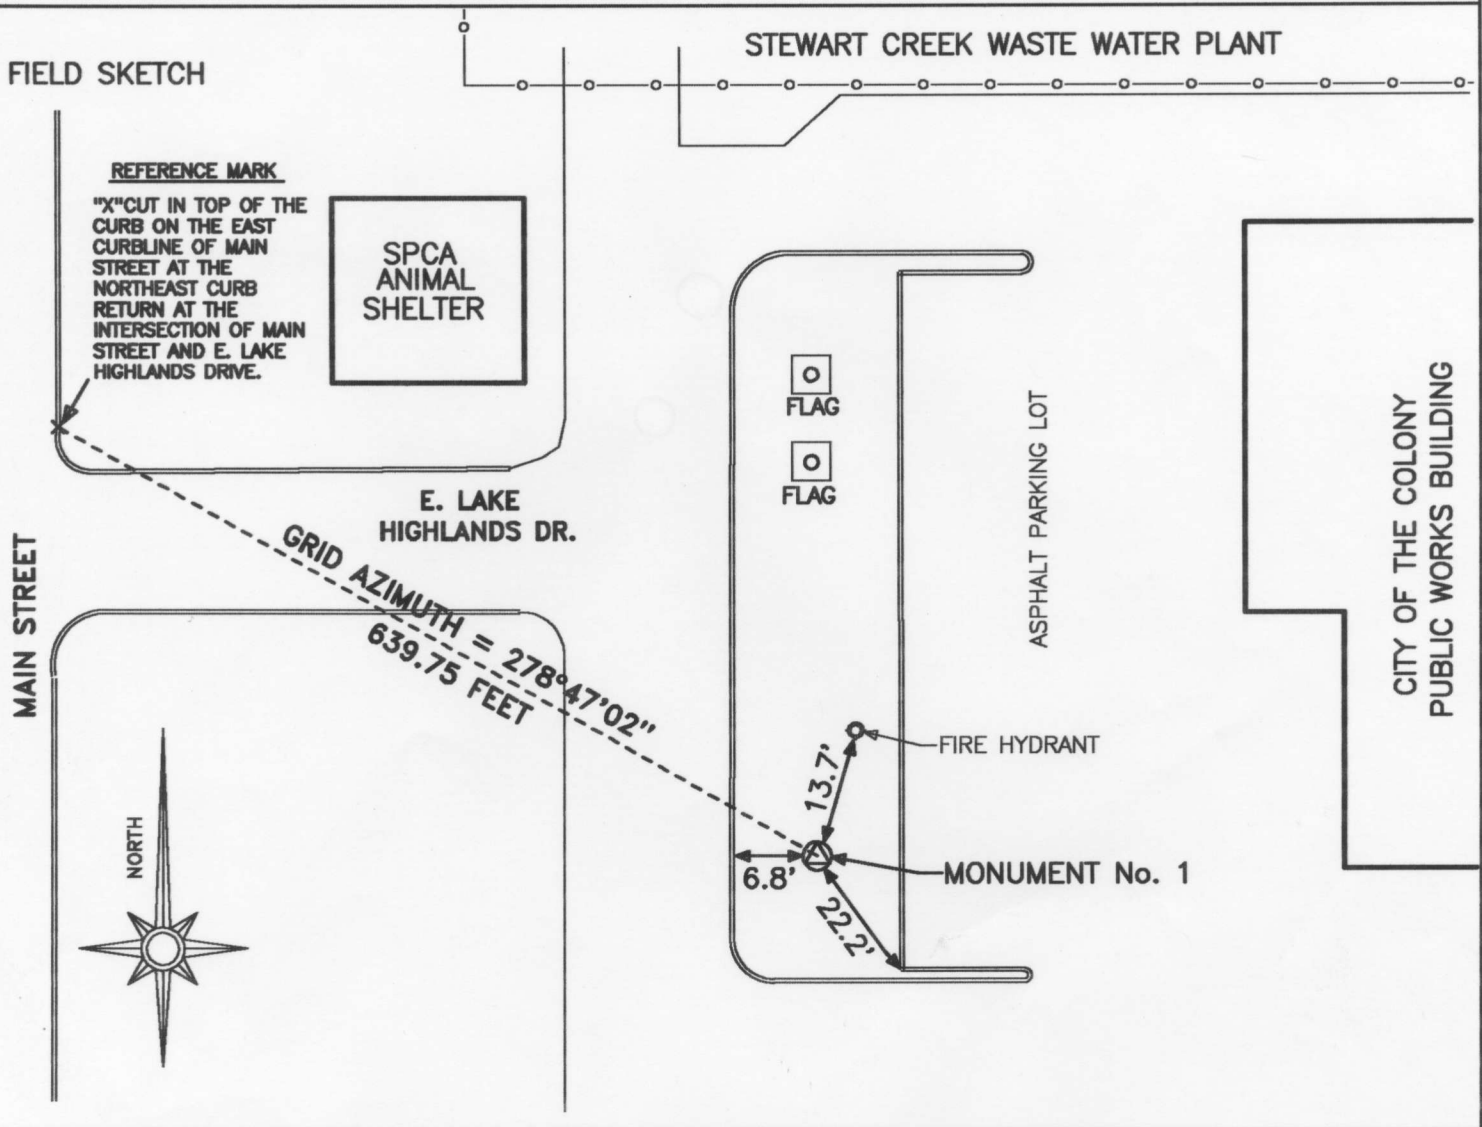 STEWART CREEK WASTE WATER PLANT
FIELD SKETCH
REFERENCE MARK
"X"CUT IN TOP OF THE
CURB ON THE EAST
CURBLINE OF MAIN
STREET AT THE
NORTHEAST CURB
RETURN AT THE
INTERSECTION OF MAIN
STREET AND E. LAKE
HIGHLANDS DRIVE.
SPCA
ANIMAL
SHELTER
FLAG
FLAG
ASPHALT PARKING LOT
CITY OF THE COLONY
PUBLIC WORKS BUILDING
E. LAKE
HIGHLANDS DR.
MAIN STREET
GRID AZIMUTH = 278°47'02"
639.75 FEET
FIRE HYDRANT
13.7'
6.8'
MONUMENT No. 1
22.2'
NORTH